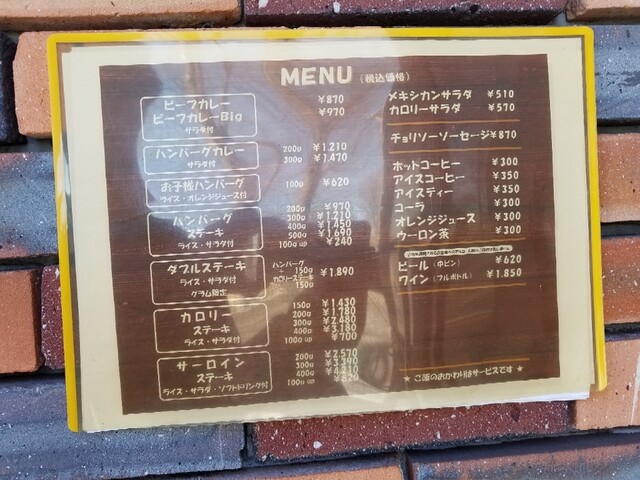 MENU (税込価格)
ビーフカレー ¥870
ビーフカレーBig ¥970
サラダ付
ハンバーグカレー 200g ¥1,210
サラダ付 300g ¥1,470
お子様ハンバーグ 100g ¥620
ライス・オレンジジュース付
ハンバーグ
ステーキ
ライス・サラダ付
200g ¥970
300g ¥1,210
400g ¥1,450
500g ¥1,690
100g up ¥240
ダブルステーキ
ライス・サラダ付
グラム限定
ハンバーグ
150g
カロリーステーキ
150g
¥1,890
カロリー
ステーキ
ライス・サラダ付
150g ¥1,430
200g ¥1,780
300g ¥2,480
400g ¥3,180
100g up ¥700
サーロイン
ステーキ
ライス・サラダ・ソフトドリンク付
200g ¥2,570
300g ¥3,390
400g ¥4,210
100g up ¥820
メキシカンサラダ ¥510
カロリーサラダ ¥570
チョリソーソーセージ ¥870
ホットコーヒー ¥300
アイスコーヒー ¥350
アイスティー ¥350
コーラ ¥300
オレンジジュース ¥300
ウーロン茶 ¥300
ビール (中ビン) ¥620
ワイン (フルボトル) ¥1,850
★ ご飯のおかわりはサービスです ★